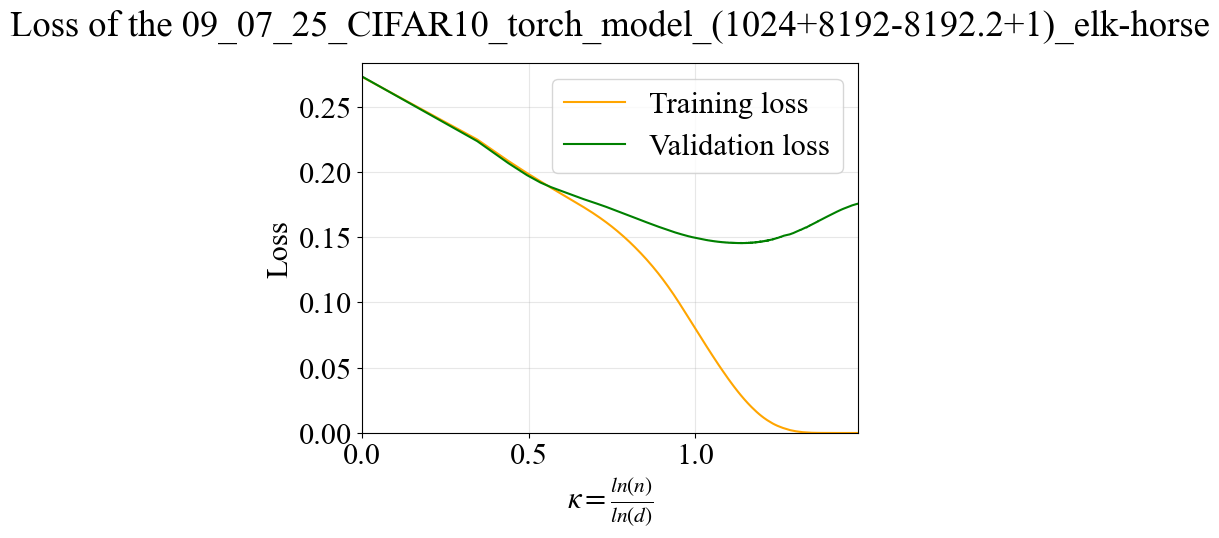 Loss of the 09_07_25_CIFAR10_torch_model_(1024+8192-8192.2+1)_elk-horse
Training loss
Validation loss
Loss
0.25
0.20
0.15
0.10
0.05
0.00
0.0 0.5 1.0
κ = ln(n)/ln(d)